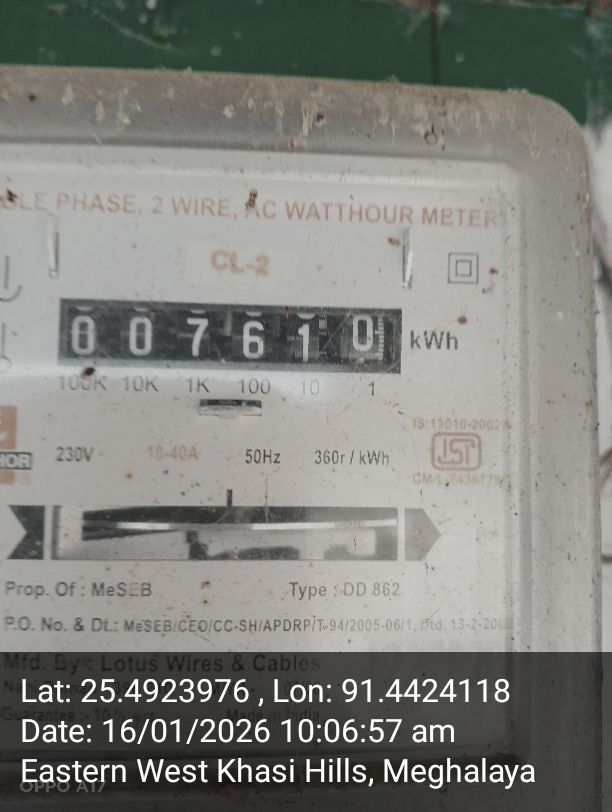 PHASE, 2 WIRE, AC WATTHOUR METER
CL-2
0 0 7 6 1 0 kWh
100K 10K 1K 100 10 1
230V 10-40A 50Hz 360r / kWh
IS:13010-2002
ISI
CM/L
Prop. Of : MeSEB Type : DD 862
P.O. No. & Dt.: MeSEB/CEO/CC-SH/APDRP/T-94/2005-06/1, Dtd. 13-2-200
Mfd. By: Lotus Wires & Cables
Lat: 25.4923976 , Lon: 91.4424118
Date: 16/01/2026 10:06:57 am
Eastern West Khasi Hills, Meghalaya
OPPO A17